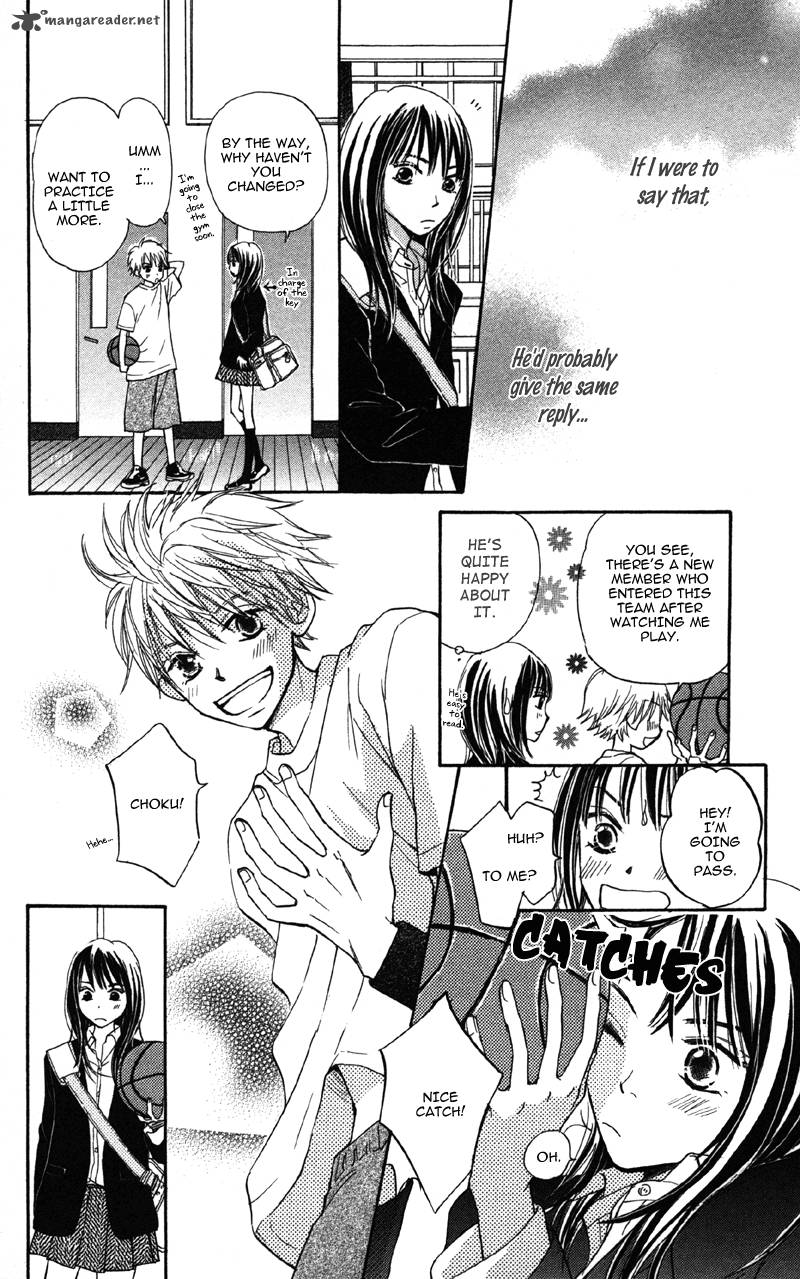 mangareader.net
If I were to
say that,
He'd probably
give the same
reply...
BY THE WAY,
WHY HAVEN'T
YOU
CHANGED?
I'm
going
to
close
the
gym
soon.
In
charge
of the
key
UMM
...
I...
WANT TO
PRACTICE
A LITTLE
MORE.
YOU SEE,
THERE'S A NEW
MEMBER WHO
ENTERED THIS
TEAM AFTER
WATCHING ME
PLAY.
HE'S
QUITE
HAPPY
ABOUT
IT.
He's
easy
to
read.
HEY!
I'M
GOING
TO
PASS.
HUH?
TO ME?
CHOKU!
Hehe...
CATCHES
OH.
NICE
CATCH!